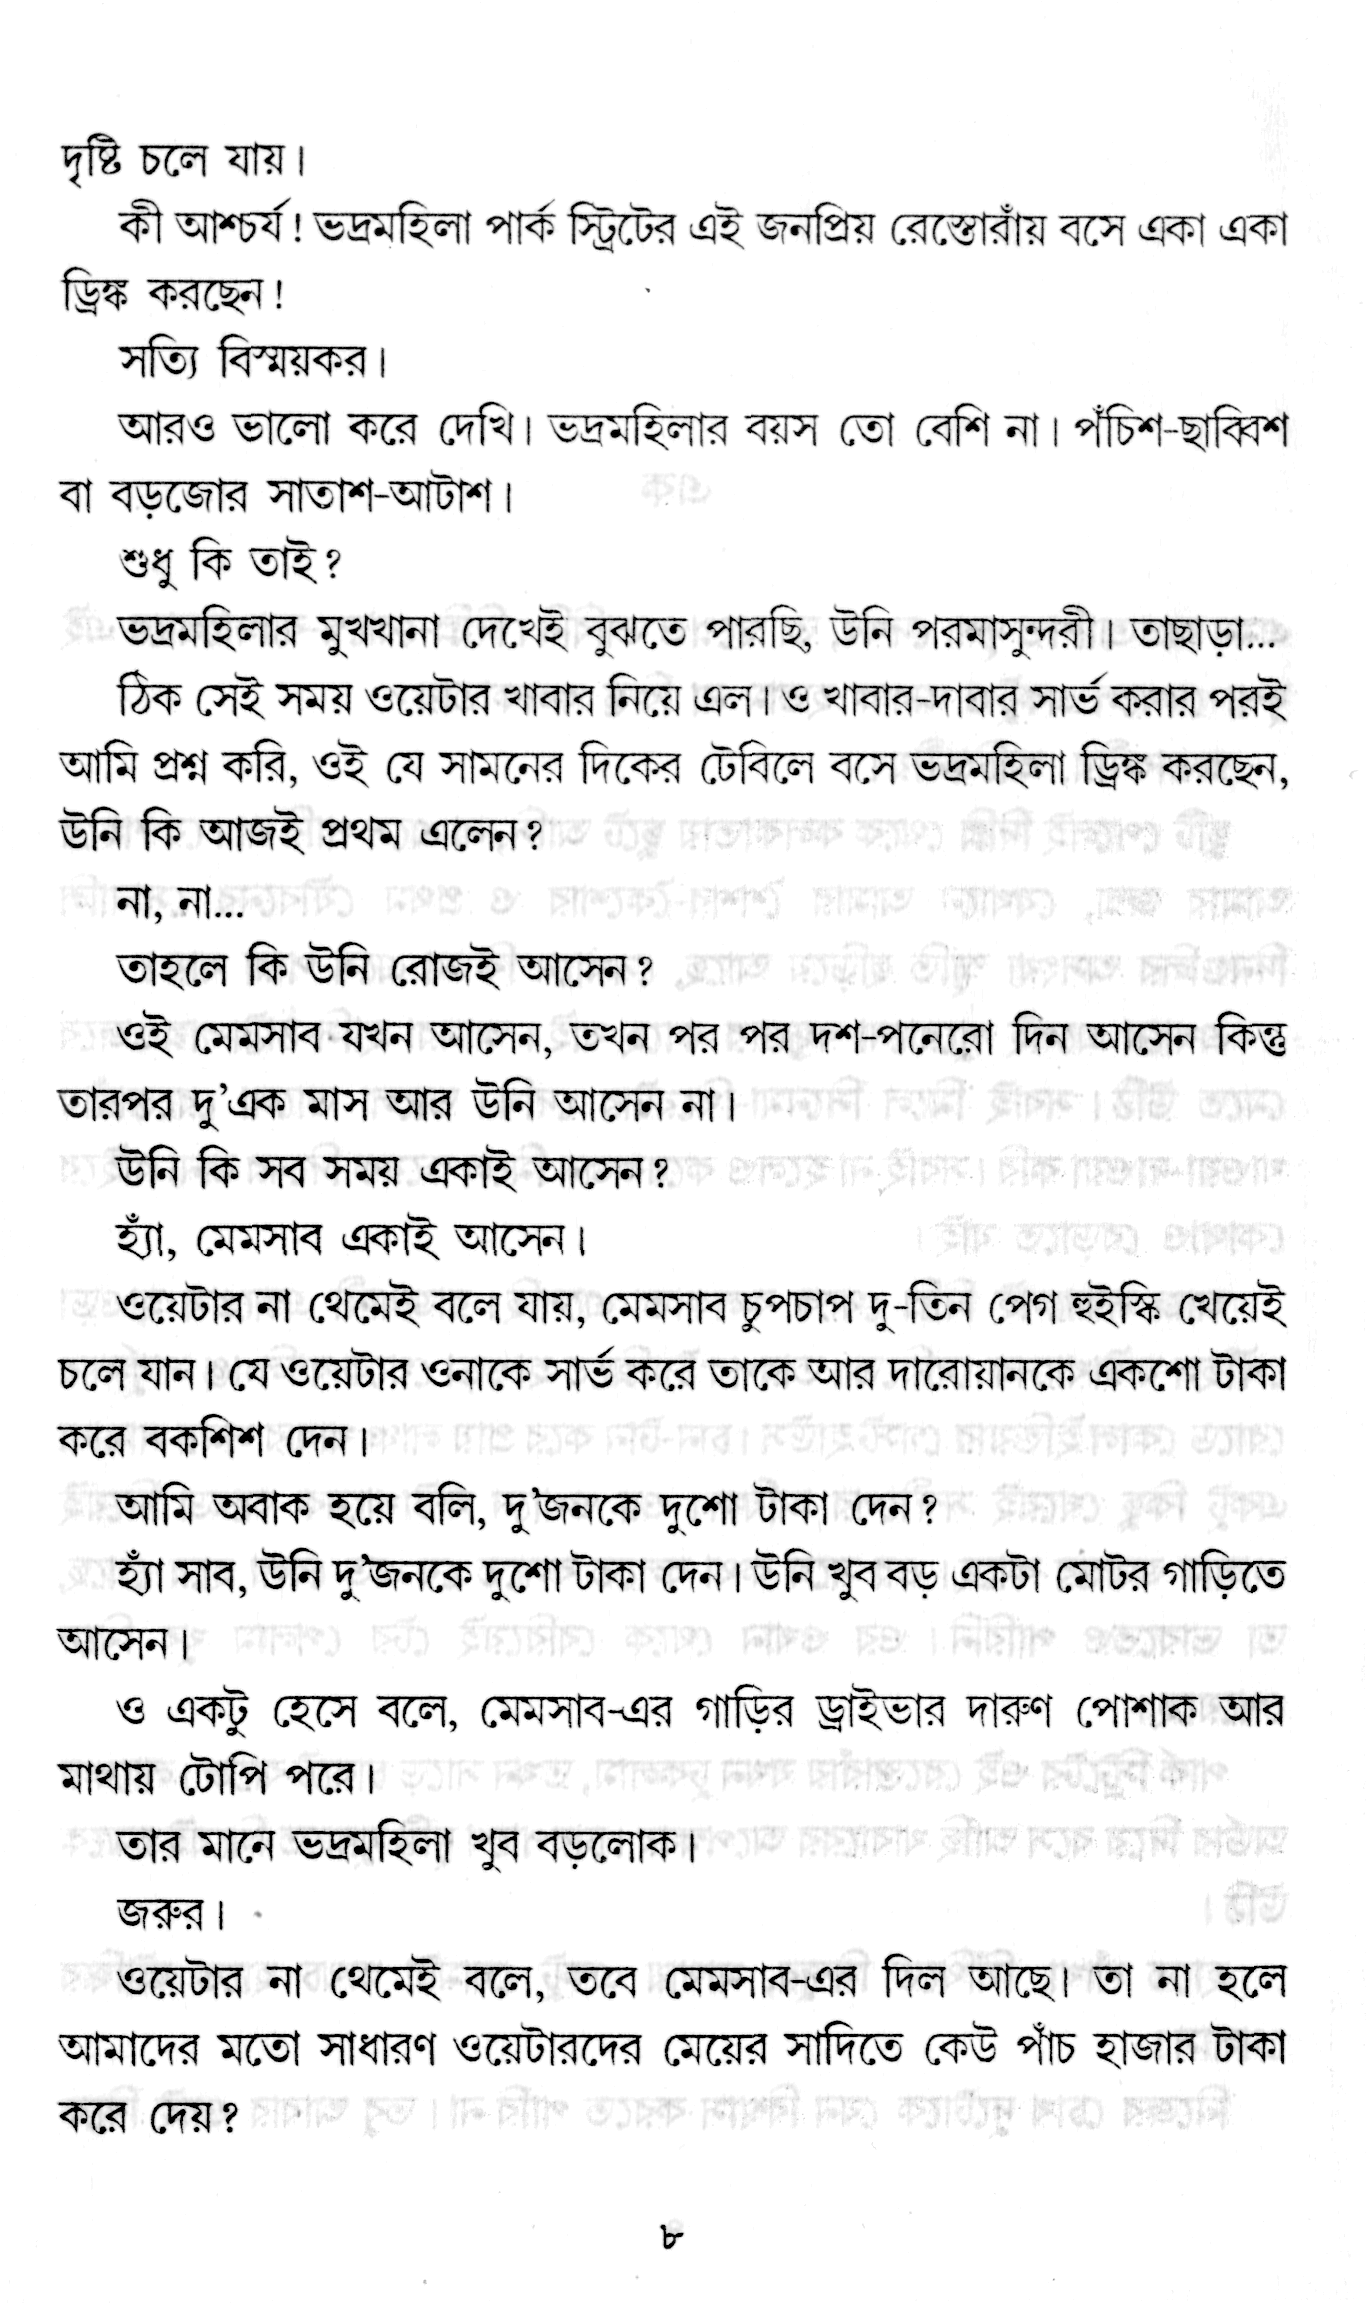 দৃষ্টি চলে যায়।
কী আশ্চর্য! ভদ্রমহিলা পার্ক স্ট্রিটের এই জনপ্রিয় রেস্তোরাঁয় বসে একা একা
ড্রিঙ্ক করছেন!
সত্যি বিস্ময়কর।
আরও ভালো করে দেখি। ভদ্রমহিলার বয়স তো বেশি না। পঁচিশ-ছাব্বিশ
বা বড়জোর সাতাশ-আটাশ।
শুধু কি তাই?
ভদ্রমহিলার মুখখানা দেখেই বুঝতে পারছি, উনি পরমাসুন্দরী। তাছাড়া...
ঠিক সেই সময় ওয়েটার খাবার নিয়ে এল। ও খাবার-দাবার সার্ভ করার পরই
আমি প্রশ্ন করি, ওই যে সামনের দিকের টেবিলে বসে ভদ্রমহিলা ড্রিঙ্ক করছেন,
উনি কি আজই প্রথম এলেন?
না, না...
তাহলে কি উনি রোজই আসেন?
ওই মেমসাব যখন আসেন, তখন পর পর দশ-পনেরো দিন আসেন কিন্তু
তারপর দু'এক মাস আর উনি আসেন না।
উনি কি সব সময় একাই আসেন?
হ্যাঁ, মেমসাব একাই আসেন।
ওয়েটার না থেমেই বলে যায়, মেমসাব চুপচাপ দু-তিন পেগ হুইস্কি খেয়েই
চলে যান। যে ওয়েটার ওনাকে সার্ভ করে তাকে আর দারোয়ানকে একশো টাকা
করে বকশিশ দেন।
আমি অবাক হয়ে বলি, দু'জনকে দুশো টাকা দেন?
হ্যাঁ সাব, উনি দু'জনকে দুশো টাকা দেন। উনি খুব বড় একটা মোটর গাড়িতে
আসেন।
ও একটু হেসে বলে, মেমসাব-এর গাড়ির ড্রাইভার দারুণ পোশাক আর
মাথায় টোপি পরে।
তার মানে ভদ্রমহিলা খুব বড়লোক।
জরুর।
ওয়েটার না থেমেই বলে, তবে মেমসাব-এর দিল আছে। তা না হলে
আমাদের মতো সাধারণ ওয়েটারদের মেয়ের সাদিতে কেউ পাঁচ হাজার টাকা
করে দেয়?
৮